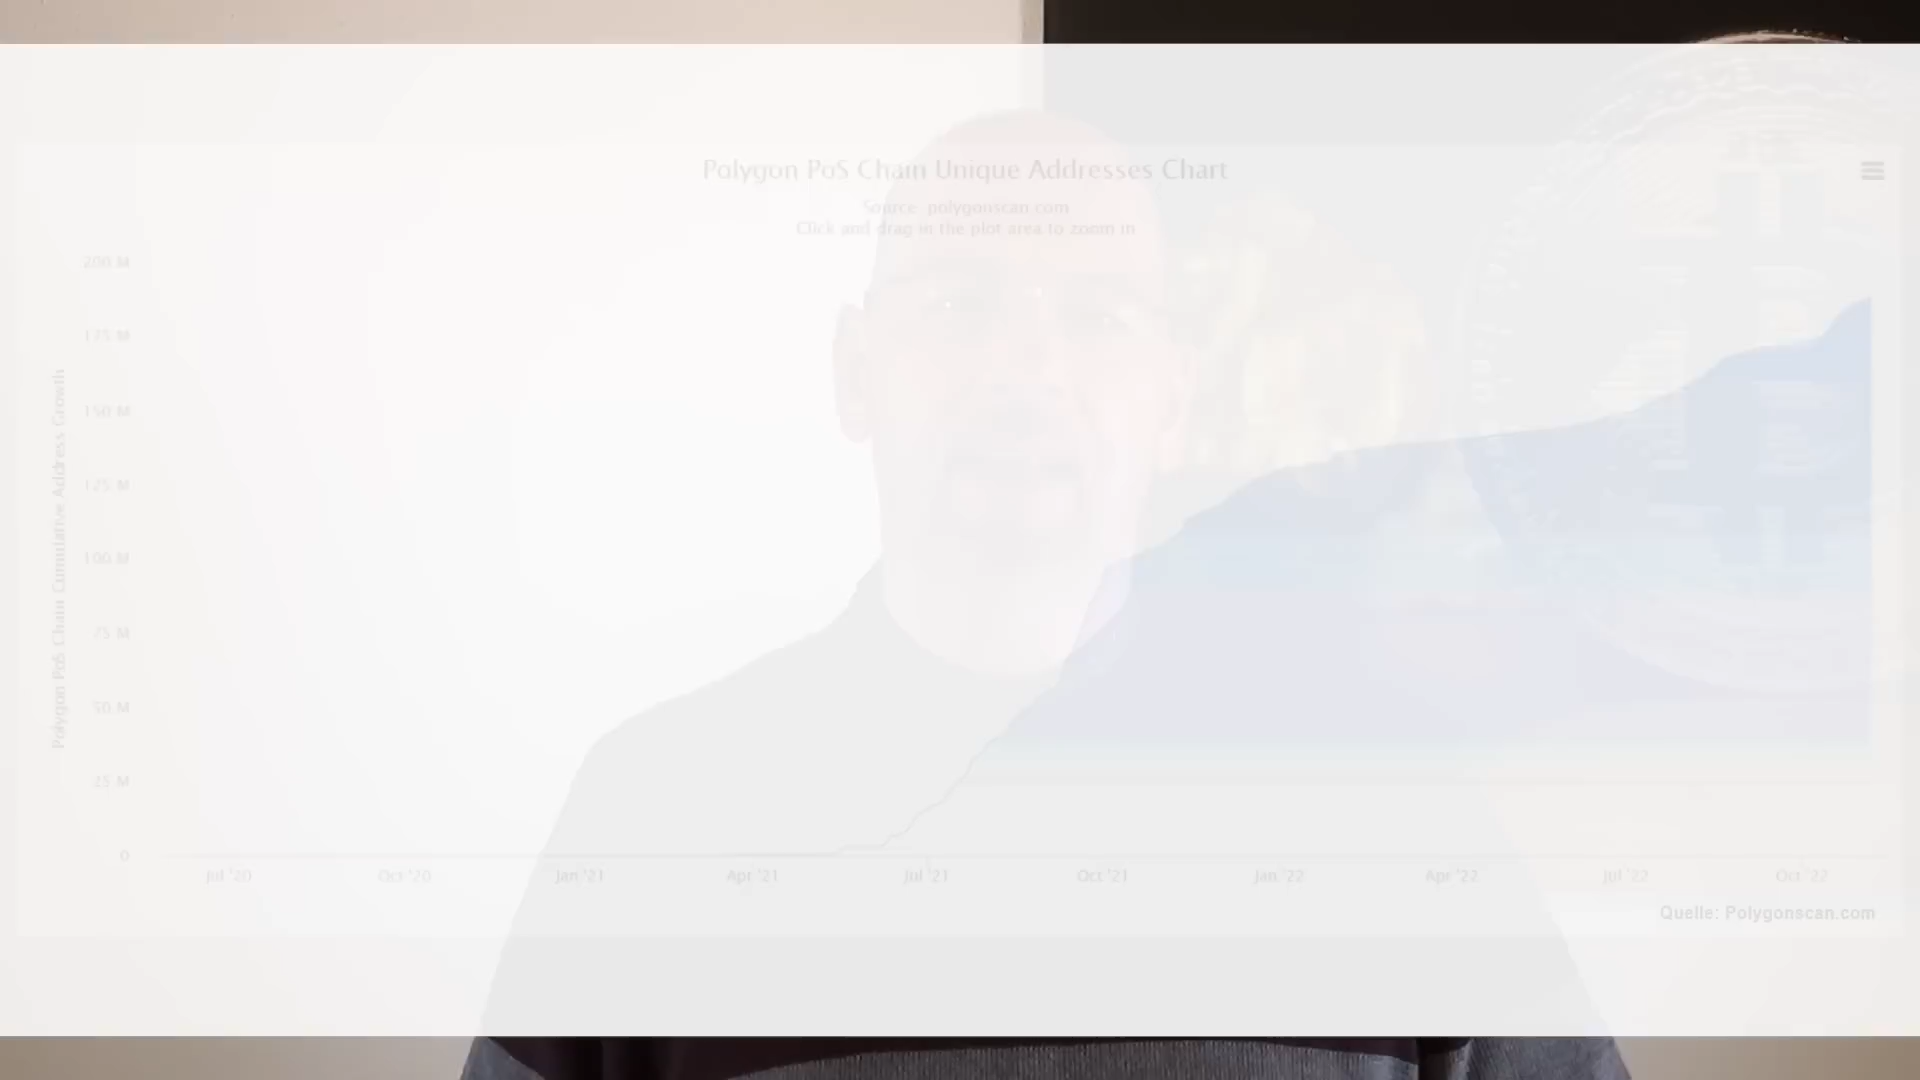 Polygon PoS Chain Unique Addresses Chart
Source: polygonscan.com
Click and drag in the plot area to zoom in
Polygon PoS Chain Cumulative Address Growth
200 M
175 M
150 M
125 M
100 M
75 M
50 M
25 M
0
Jul '20
Oct '20
Jan '21
Apr '21
Jul '21
Oct '21
Jan '22
Apr '22
Jul '22
Oct '22
Quelle: Polygonscan.com